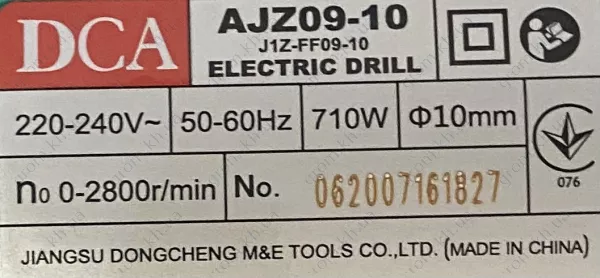 DCA
AJZ09-10
J1Z-FF09-10
ELECTRIC DRILL
220-240V~ 50-60Hz 710W Φ10mm
n0 0-2800r/min No. 062007161827
076
JIANGSU DONGCHENG M&E TOOLS CO.,LTD. (MADE IN CHINA)